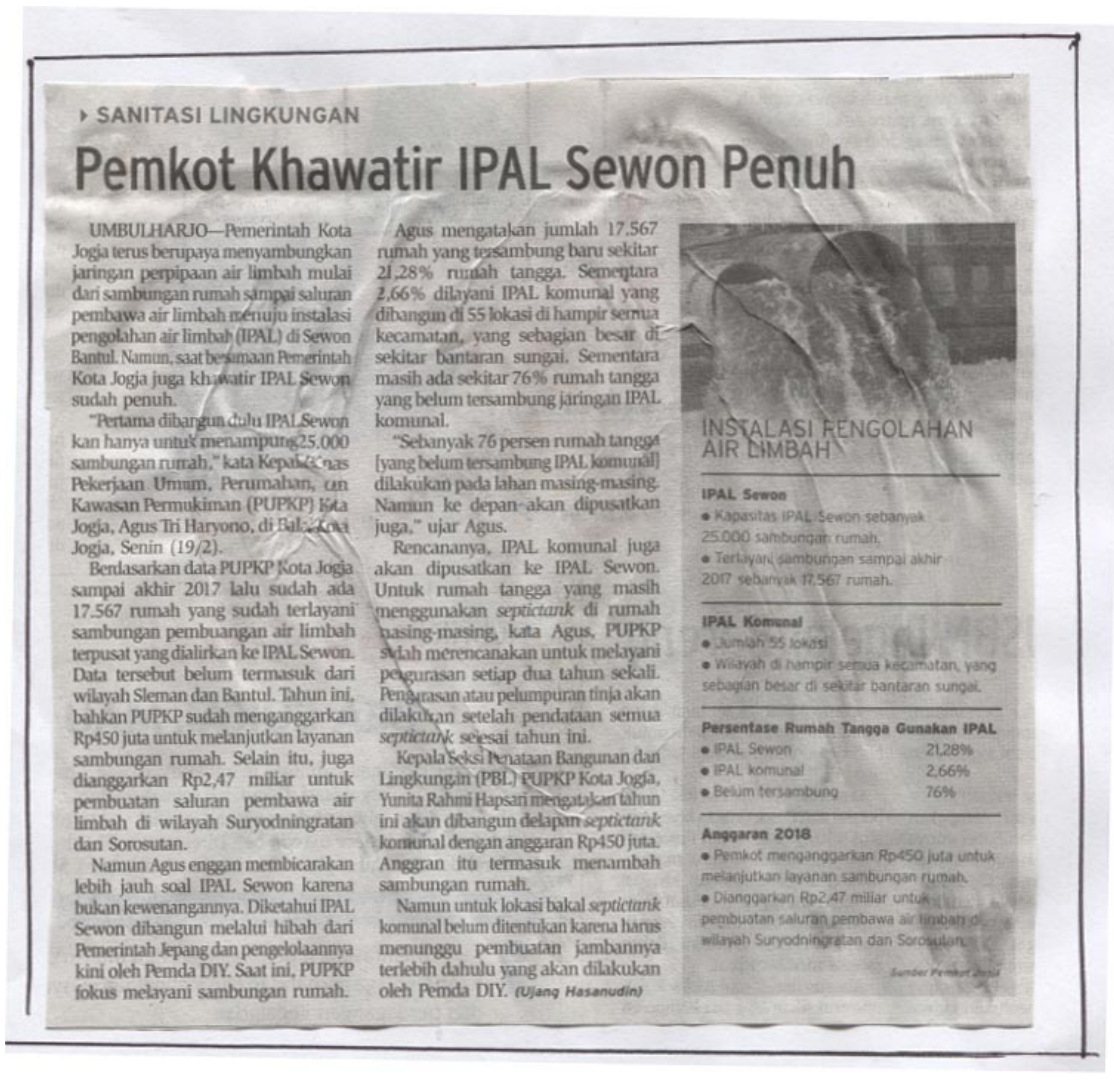 SANITASI LINGKUNGAN
Pemkot Khawatir IPAL Sewon Penuh
UMBULHARJO—Pemerintah Kota
Jogja terus berupaya menyambungkan
jaringan perpipaan air limbah mulai
dari sambungan rumah sampai saluran
pembawa air limbah menuju instalasi
pengolahan air limbah (IPAL) di Sewon
Bantul. Namun, saat bersamaan Pemerintah
Kota Jogja juga khawatir IPAL Sewon
sudah penuh.
"Pertama dibangun dulu IPAL Sewon
kan hanya untuk menampung 25.000
sambungan rumah," kata Kepala Dinas
Pekerjaan Umum, Perumahan, dan
Kawasan Permukiman (PUPKP) Kota
Jogja, Agus Tri Haryono, di Balai Kota
Jogja, Senin (19/2).
Berdasarkan data PUPKP Kota Jogja
sampai akhir 2017 lalu sudah ada
17.567 rumah yang sudah terlayani
sambungan pembuangan air limbah
terpusat yang dialirkan ke IPAL Sewon.
Data tersebut belum termasuk dari
wilayah Sleman dan Bantul. Tahun ini,
bahkan PUPKP sudah menganggarkan
Rp450 juta untuk melanjutkan layanan
sambungan rumah. Selain itu, juga
dianggarkan Rp2,47 miliar untuk
pembuatan saluran pembawa air
limbah di wilayah Suryodningratan
dan Sorosutan.
Namun Agus enggan membicarakan
lebih jauh soal IPAL Sewon karena
bukan kewenangannya. Diketahui IPAL
Sewon dibangun melalui hibah dari
Pemerintah Jepang dan pengelolaannya
kini oleh Pemda DIY. Saat ini, PUPKP
fokus melayani sambungan rumah.
Agus mengatakan jumlah 17.567
rumah yang tersambung baru sekitar
21,28% rumah tangga. Sementara
2,66% dilayani IPAL komunal yang
dibangun di 55 lokasi di hampir semua
kecamatan, yang sebagian besar di
sekitar bantaran sungai. Sementara
masih ada sekitar 76% rumah tangga
yang belum tersambung jaringan IPAL
komunal.
"Sebanyak 76 persen rumah tangga
[yang belum tersambung IPAL komunal]
dilakukan pada lahan masing-masing.
Namun ke depan akan dipusatkan
juga," ujar Agus.
Rencananya, IPAL komunal juga
akan dipusatkan ke IPAL Sewon.
Untuk rumah tangga yang masih
menggunakan septictank di rumah
masing-masing, kata Agus, PUPKP
sudah merencanakan untuk melayani
pengurasan setiap dua tahun sekali.
Pengurasan atau pelumpuran tinja akan
dilakukan setelah pendataan semua
septictank selesai tahun ini.
Kepala Seksi Penataan Bangunan dan
Lingkungan (PBL) PUPKP Kota Jogja,
Yunita Rahmi Hapsari mengatakan tahun
ini akan dibangun delapan septictank
komunal dengan anggaran Rp450 juta.
Anggran itu termasuk menambah
sambungan rumah.
Namun untuk lokasi bakal septictank
komunal belum ditentukan karena harus
menunggu pembuatan jambannya
terlebih dahulu yang akan dilakukan
oleh Pemda DIY. (Ujang Hasanudin)
INSTALASI PENGOLAHAN
AIR LIMBAH
IPAL Sewon
• Kapasitas IPAL Sewon sebanyak
25.000 sambungan rumah.
• Terlayani sambungan sampai akhir
2017 sebanyak 17.567 rumah.
IPAL Komunal
• Jumlah 55 lokasi
• Wilayah di hampir semua kecamatan, yang
sebagian besar di sekitar bantaran sungai.
Persentase Rumah Tangga Gunakan IPAL
• IPAL Sewon 21,28%
• IPAL komunal 2,66%
• Belum tersambung 76%
Anggaran 2018
• Pemkot menganggarkan Rp450 juta untuk
melanjutkan layanan sambungan rumah.
• Dianggarkan Rp2,47 miliar untuk
pembuatan saluran pembawa air limbah di
wilayah Suryodningratan dan Sorosutan.
Sumber Pemkot Jogja